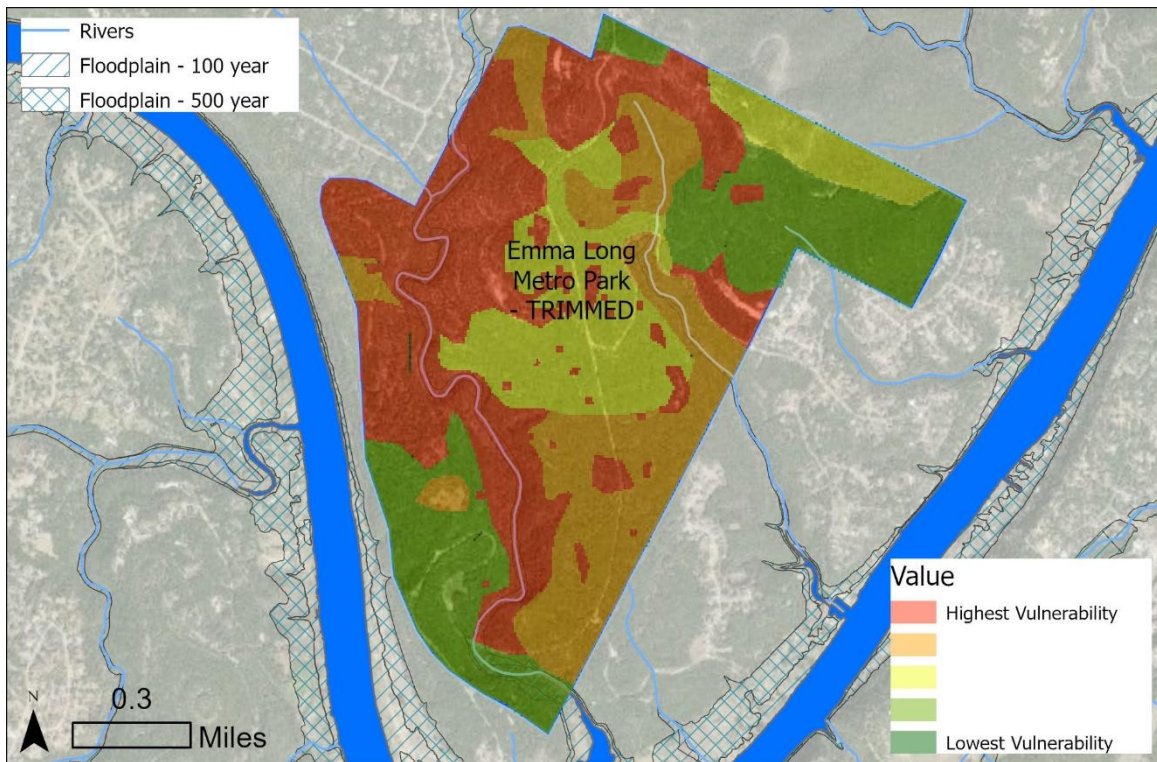 Rivers
Floodplain - 100 year
Floodplain - 500 year
Emma Long
Metro Park
- TRIMMED
Value
Highest Vulnerability
Lowest Vulnerability
N
0.3
Miles